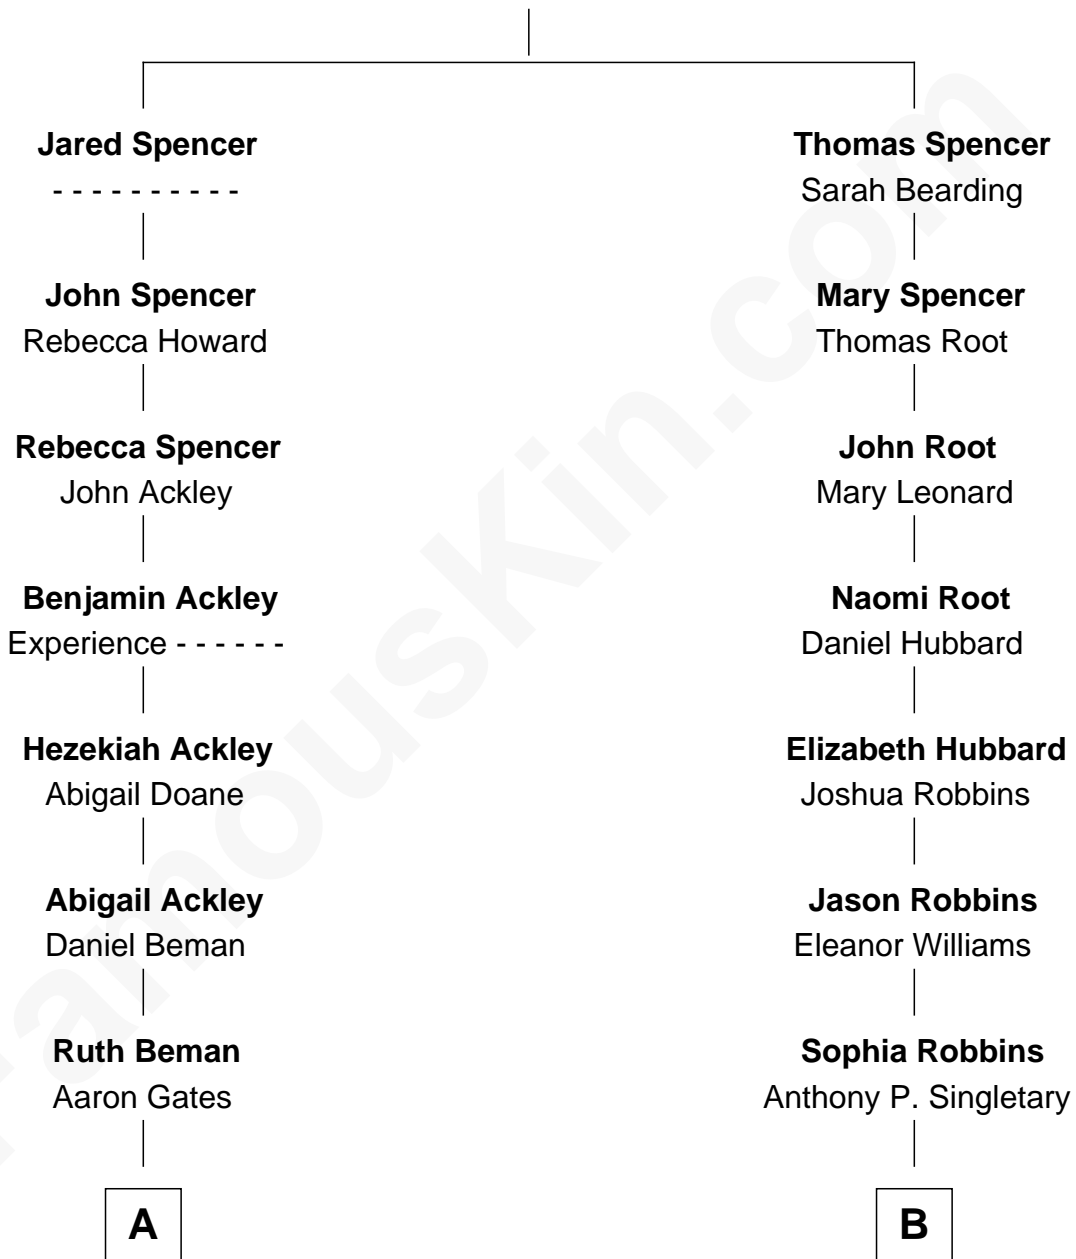 Jared Spencer
- - - - - - - - - -
John Spencer
Rebecca Howard
Rebecca Spencer
John Ackley
Benjamin Ackley
Experience - - - - - -
Hezekiah Ackley
Abigail Doane
Abigail Ackley
Daniel Beman
Ruth Beman
Aaron Gates
A
Thomas Spencer
Sarah Bearding
Mary Spencer
Thomas Root
John Root
Mary Leonard
Naomi Root
Daniel Hubbard
Elizabeth Hubbard
Joshua Robbins
Jason Robbins
Eleanor Williams
Sophia Robbins
Anthony P. Singletary
B
FamousKin.com